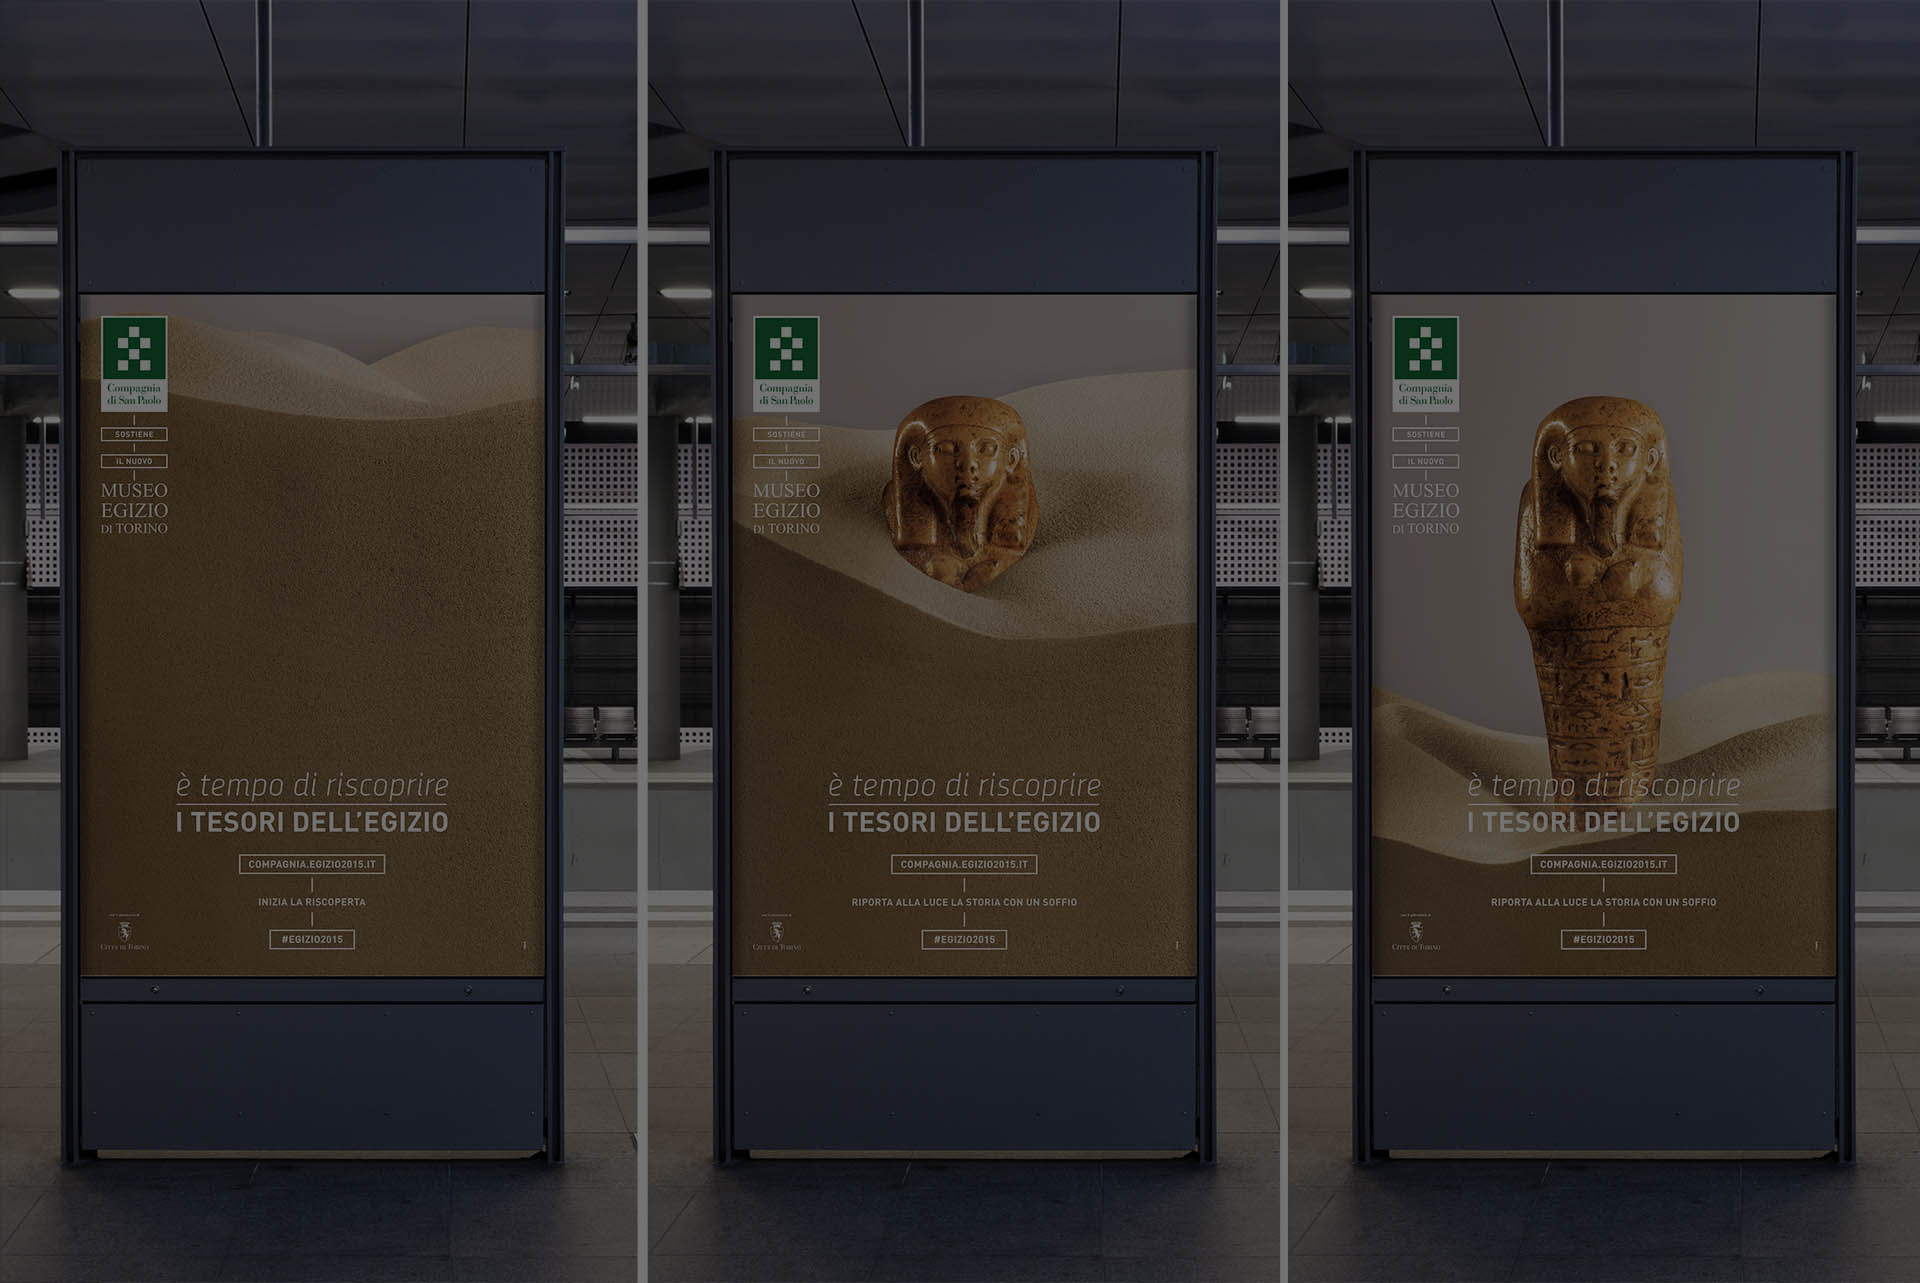 Compagnia
di San Paolo
SOSTIENE
IL NUOVO
MUSEO
EGIZIO
DI TORINO
è tempo di riscoprire
I TESORI DELL'EGIZIO
COMPAGNIA.EGIZIO2015.IT
INIZIA LA RISCOPERTA
#EGIZIO2015
CITTÀ DI TORINO
Compagnia
di San Paolo
SOSTIENE
IL NUOVO
MUSEO
EGIZIO
DI TORINO
è tempo di riscoprire
I TESORI DELL'EGIZIO
COMPAGNIA.EGIZIO2015.IT
RIPORTA ALLA LUCE LA STORIA CON UN SOFFIO
#EGIZIO2015
CITTÀ DI TORINO
Compagnia
di San Paolo
SOSTIENE
IL NUOVO
MUSEO
EGIZIO
DI TORINO
è tempo di riscoprire
I TESORI DELL'EGIZIO
COMPAGNIA.EGIZIO2015.IT
RIPORTA ALLA LUCE LA STORIA CON UN SOFFIO
#EGIZIO2015
CITTÀ DI TORINO